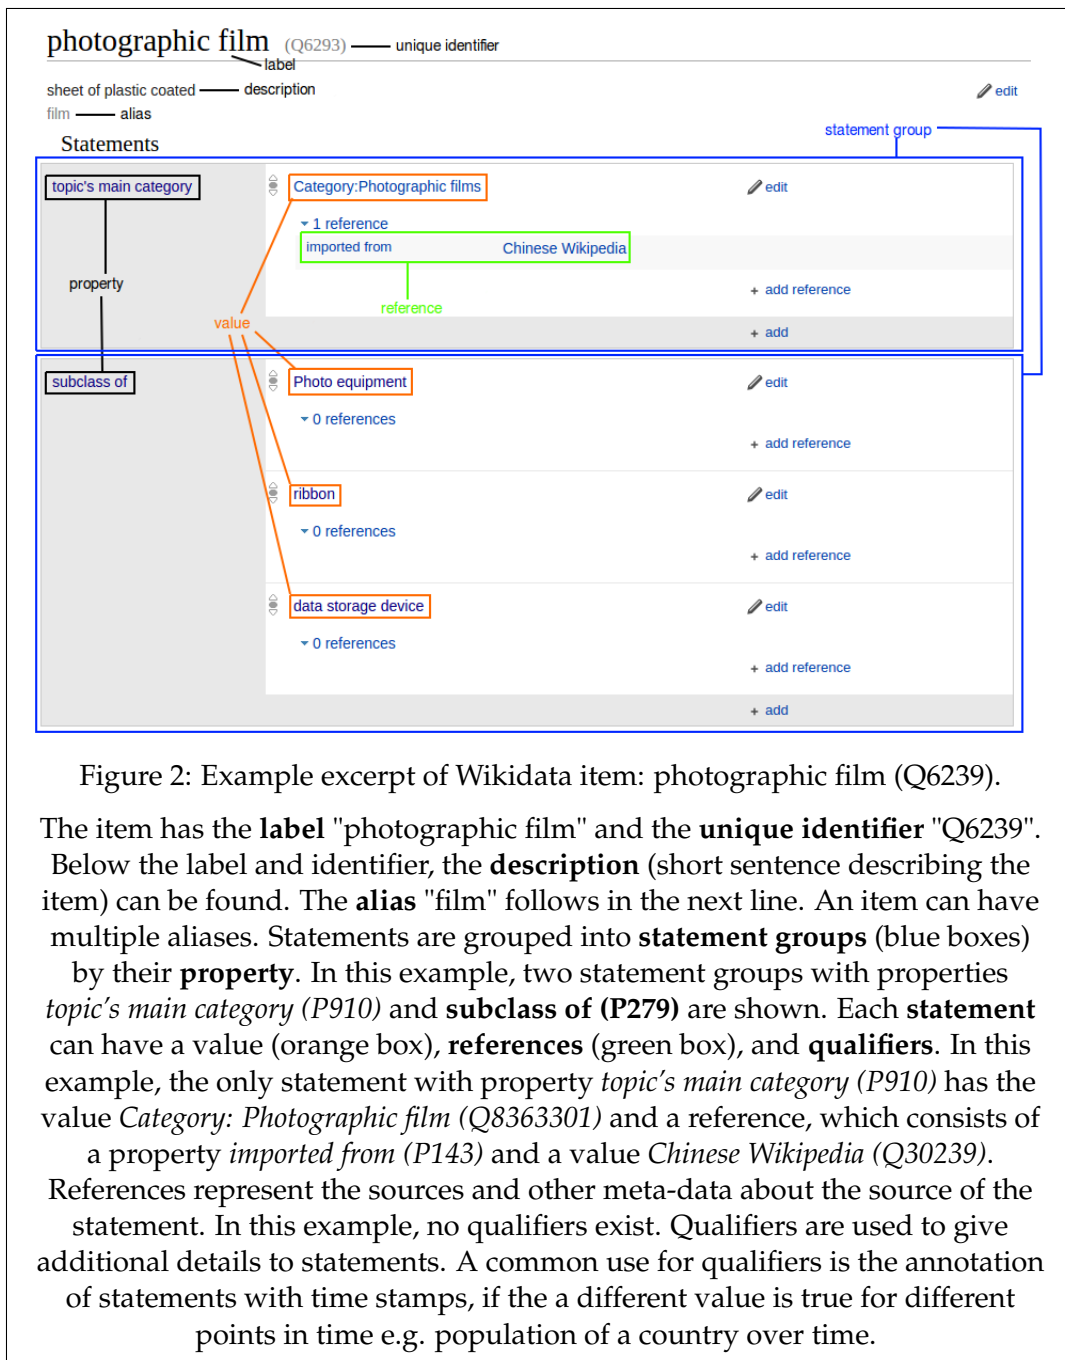 photographic film (Q6293) unique identifier
label
sheet of plastic coated description edit
film alias
statement group
Statements
topic's main category Category:Photographic films edit
1 reference
imported from Chinese Wikipedia
property
+ add reference
reference
value
+ add
subclass of Photo equipment edit
0 references
+ add reference
ribbon edit
0 references
+ add reference
data storage device edit
0 references
+ add reference
+ add
Figure 2: Example excerpt of Wikidata item: photographic film (Q6239).
The item has the label "photographic film" and the unique identifier "Q6239".
Below the label and identifier, the description (short sentence describing the
item) can be found. The alias "film" follows in the next line. An item can have
multiple aliases. Statements are grouped into statement groups (blue boxes)
by their property. In this example, two statement groups with properties
topic's main category (P910) and subclass of (P279) are shown. Each statement
can have a value (orange box), references (green box), and qualifiers. In this
example, the only statement with property topic's main category (P910) has the
value Category: Photographic film (Q8363301) and a reference, which consists of
a property imported from (P143) and a value Chinese Wikipedia (Q30239).
References represent the sources and other meta-data about the source of the
statement. In this example, no qualifiers exist. Qualifiers are used to give
additional details to statements. A common use for qualifiers is the annotation
of statements with time stamps, if the a different value is true for different
points in time e.g. population of a country over time.